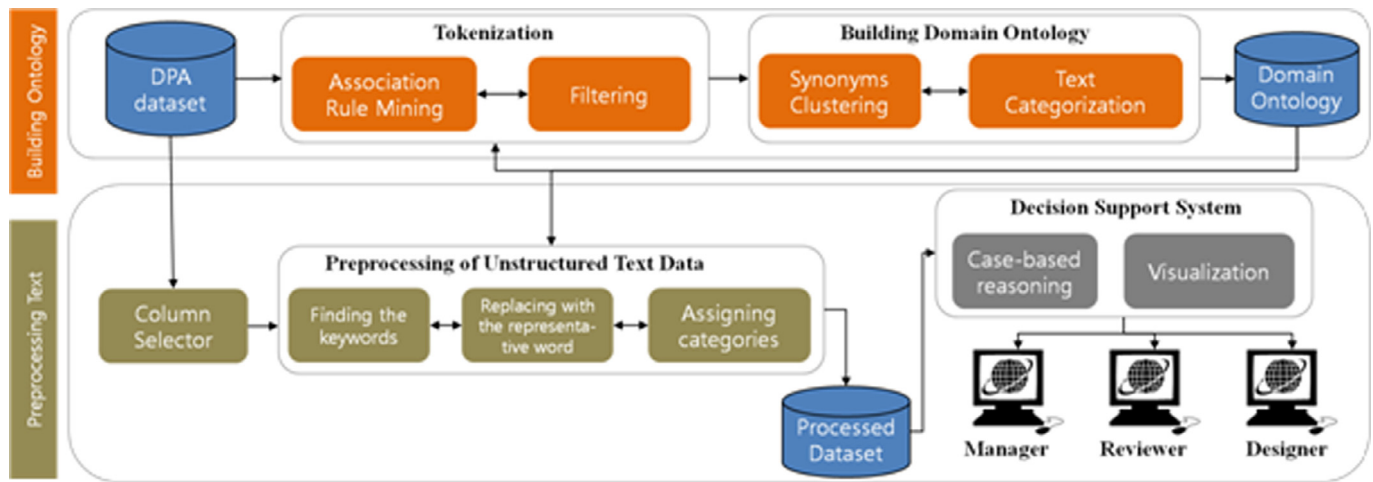 Building Ontology
DPA
dataset
Tokenization
Association
Rule Mining
Filtering
Building Domain Ontology
Synonyms
Clustering
Text
Categorization
Domain
Ontology
Preprocessing Text
Column
Selector
Preprocessing of Unstructured Text Data
Finding the
keywords
Replacing with
the representa-
tive word
Assigning
categories
Processed
Dataset
Decision Support System
Case-based
reasoning
Visualization
Manager
Reviewer
Designer